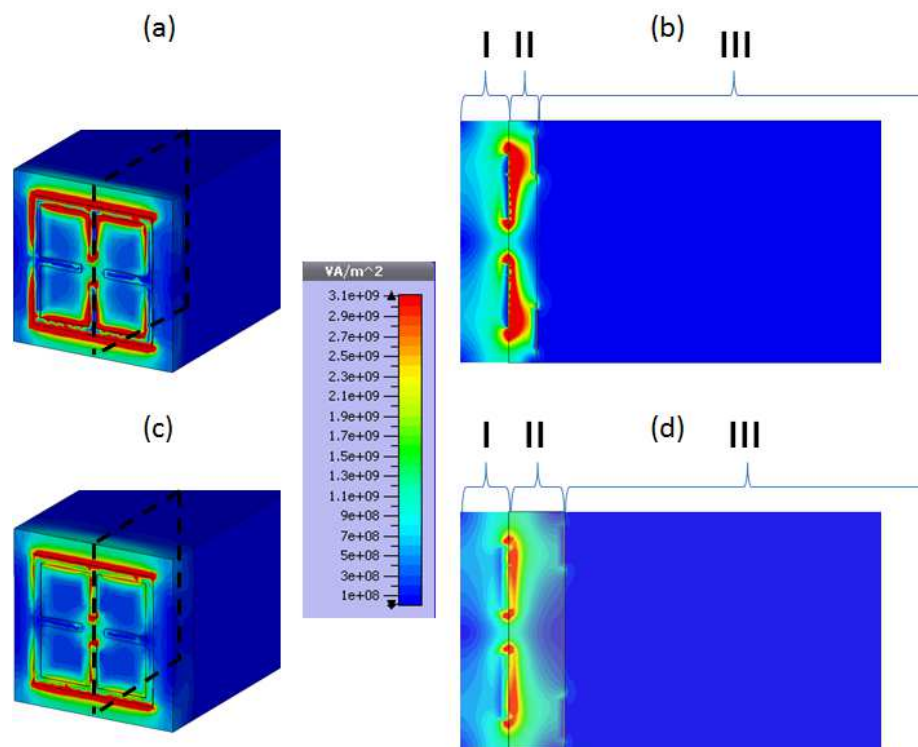 (a)
(b)
I II III
VA/m^2
3.1e+09
2.9e+09
2.7e+09
2.5e+09
2.3e+09
2.1e+09
1.9e+09
1.7e+09
1.5e+09
1.3e+09
1.1e+09
9e+08
7e+08
5e+08
3e+08
1e+08
(c)
(d)
I II III